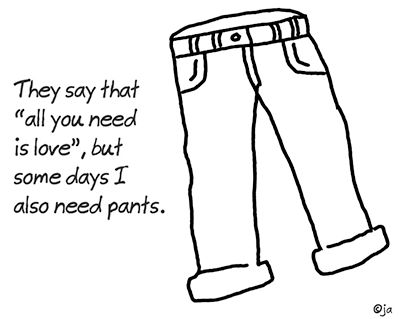 They say that
“all you need
is love”, but
some days I
also need pants.
©ja